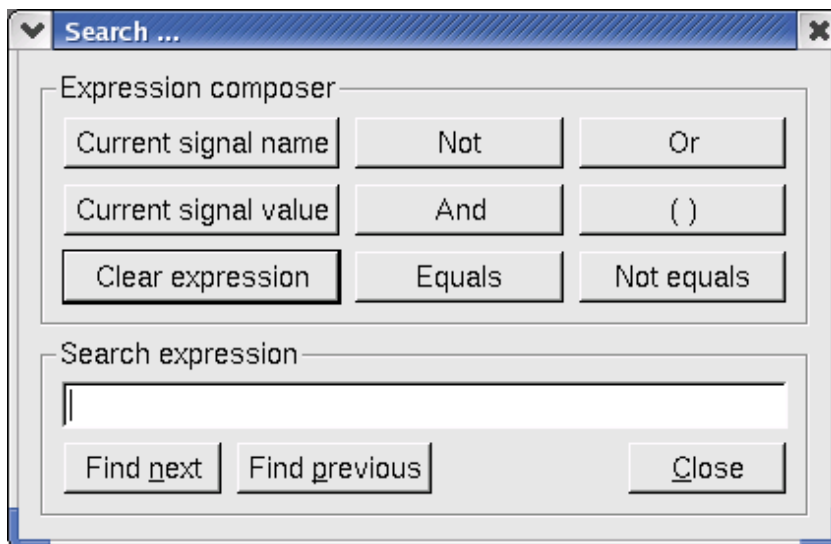 Search ...
Expression composer
Current signal name Not Or
Current signal value And ( )
Clear expression Equals Not equals
Search expression
Find next Find previous Close